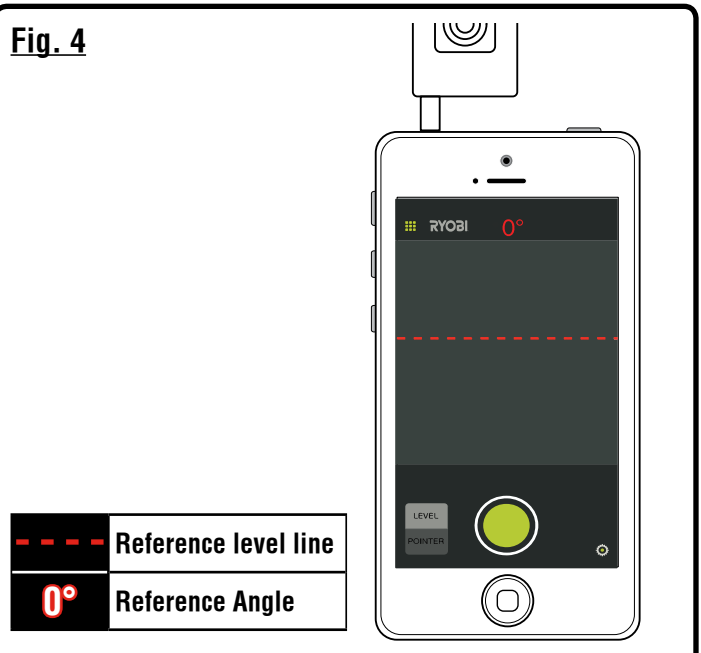 Fig. 4
RYOBI 0°
LEVEL
POINTER
Reference level line
0° Reference Angle